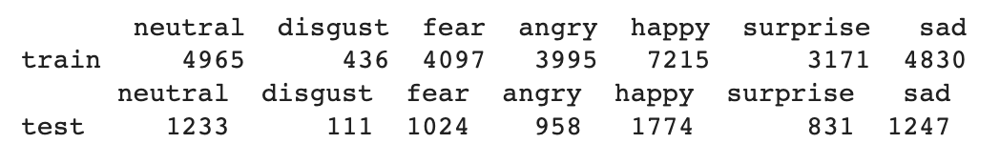 neutral disgust fear angry happy surprise sad
train 4965 436 4097 3995 7215 3171 4830
neutral disgust fear angry happy surprise sad
test 1233 111 1024 958 1774 831 1247